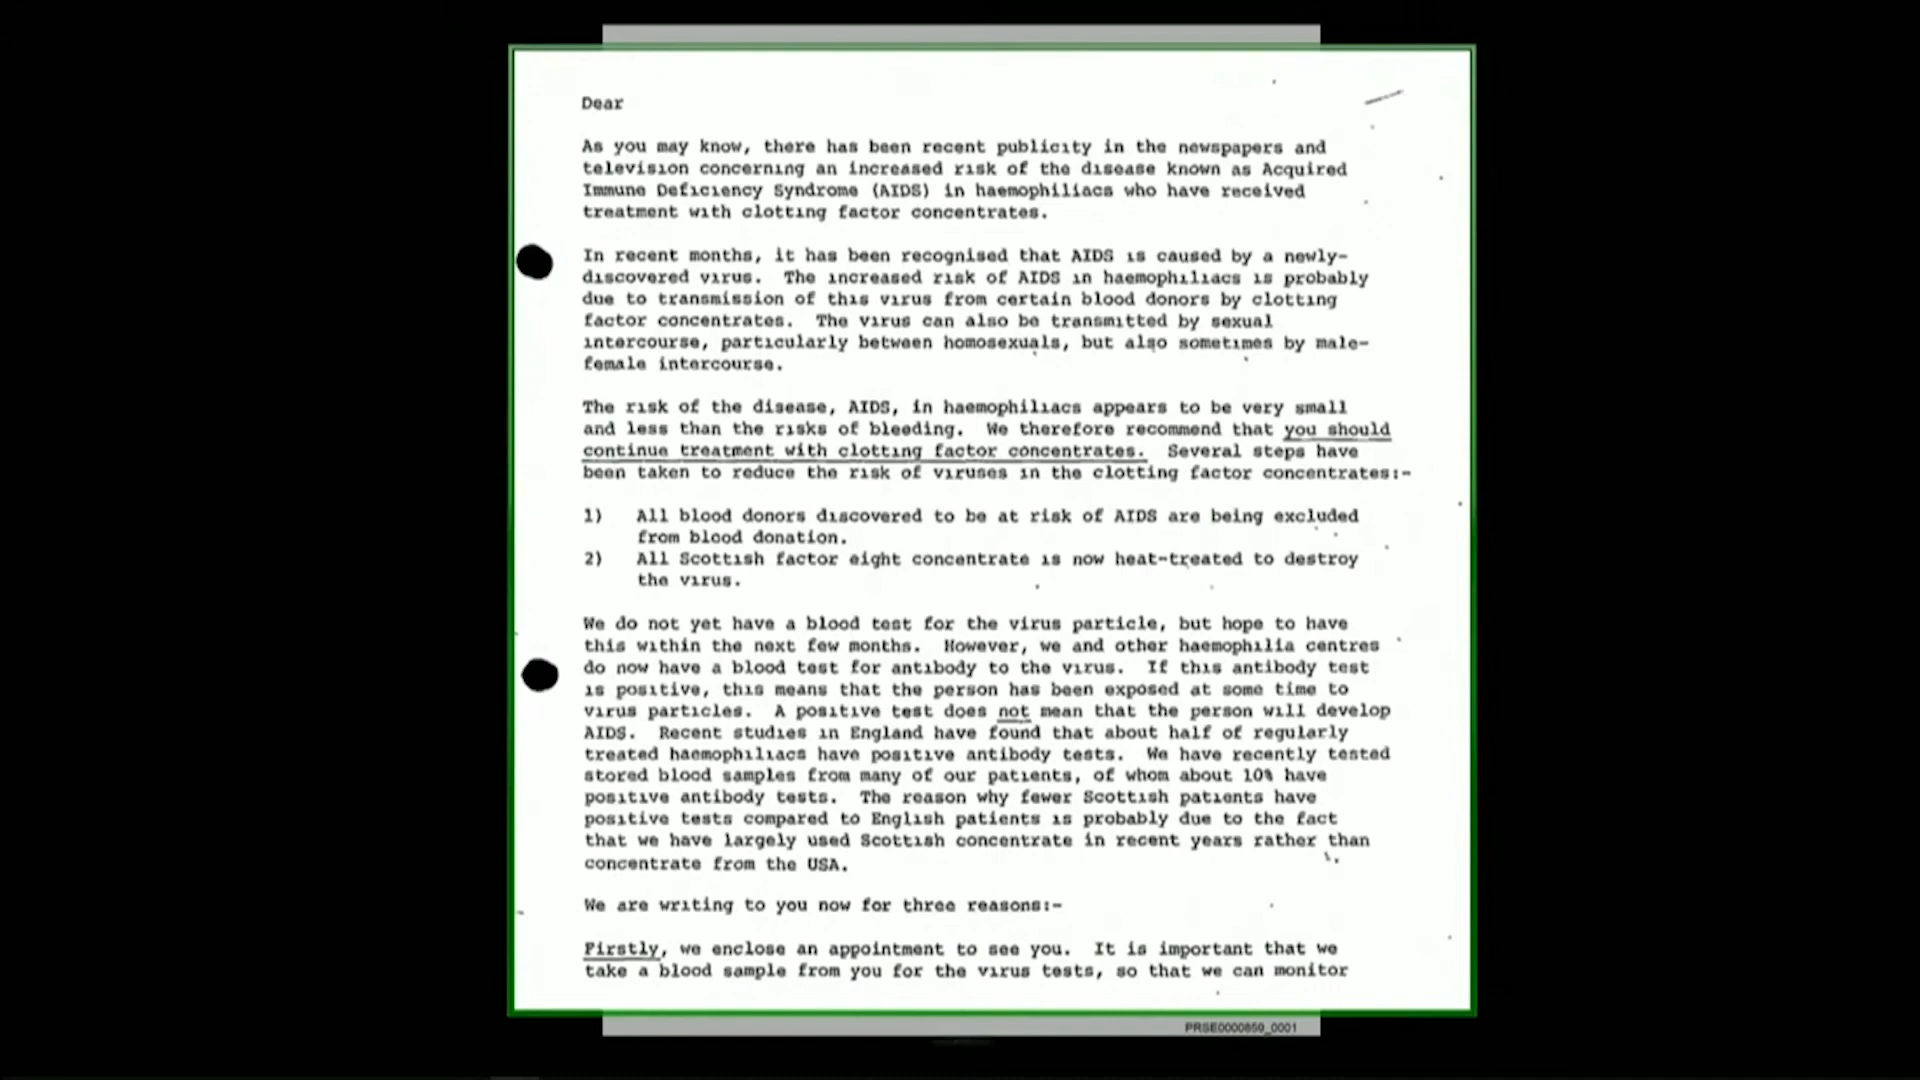 Dear
As you may know, there has been recent publicity in the newspapers and
television concerning an increased risk of the disease known as Acquired
Immune Deficiency Syndrome (AIDS) in haemophiliacs who have received
treatment with clotting factor concentrates.
In recent months, it has been recognised that AIDS is caused by a newly-
discovered virus.  The increased risk of AIDS in haemophiliacs is probably
due to transmission of this virus from certain blood donors by clotting
factor concentrates.  The virus can also be transmitted by sexual
intercourse, particularly between homosexuals, but also sometimes by male-
female intercourse.
The risk of the disease, AIDS, in haemophiliacs appears to be very small
and less than the risks of bleeding.  We therefore recommend that you should
continue treatment with clotting factor concentrates.  Several steps have
been taken to reduce the risk of viruses in the clotting factor concentrates:-
1)   All blood donors discovered to be at risk of AIDS are being excluded
from blood donation.
2)   All Scottish factor eight concentrate is now heat-treated to destroy
the virus.
We do not yet have a blood test for the virus particle, but hope to have
this within the next few months.  However, we and other haemophilia centres
do now have a blood test for antibody to the virus.  If this antibody test
is positive, this means that the person has been exposed at some time to
virus particles.  A positive test does not mean that the person will develop
AIDS.  Recent studies in England have found that about half of regularly
treated haemophiliacs have positive antibody tests.  We have recently tested
stored blood samples from many of our patients, of whom about 10% have
positive antibody tests.  The reason why fewer Scottish patients have
positive tests compared to English patients is probably due to the fact
that we have largely used Scottish concentrate in recent years rather than
concentrate from the USA.
We are writing to you now for three reasons:-
Firstly, we enclose an appointment to see you.  It is important that we
take a blood sample from you for the virus tests, so that we can monitor
PRSE0000859_0001